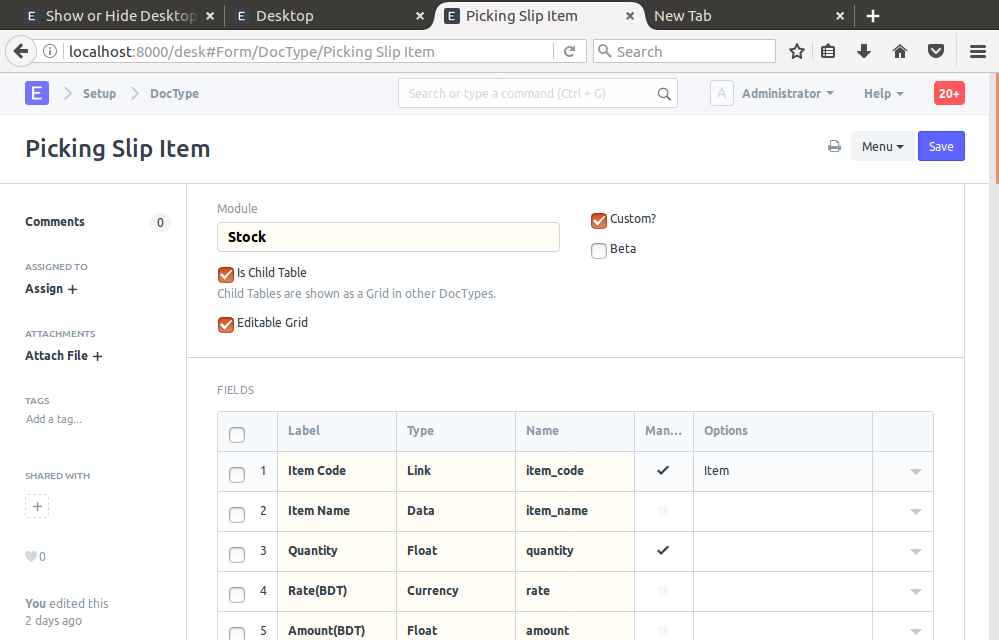 E Show or Hide Desktop × E Desktop × E Picking Slip Item × New Tab × +
localhost:8000/desk#Form/DocType/Picking Slip Item Search
E Setup DocType Search or type a command (Ctrl + G) A Administrator Help 20+
Picking Slip Item Menu Save
Comments 0
ASSIGNED TO
Assign +
ATTACHMENTS
Attach File +
TAGS
Add a tag...
SHARED WITH
+
0
You edited this
2 days ago
Module
Stock
Is Child Table
Child Tables are shown as a Grid in other DocTypes.
Editable Grid
Custom?
Beta
FIELDS
Label Type Name Man... Options
1 Item Code Link item_code Item
2 Item Name Data item_name
3 Quantity Float quantity
4 Rate(BDT) Currency rate
5 Amount(BDT) Float amount